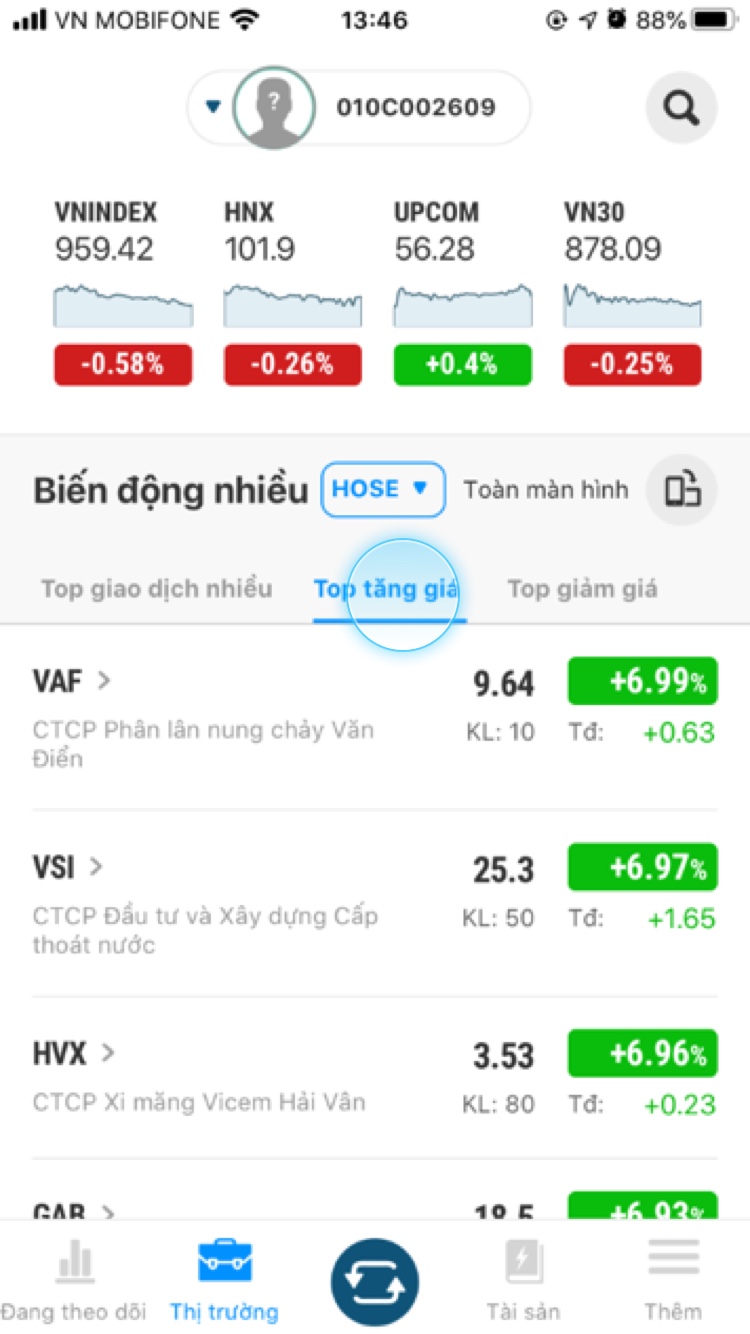 VN MOBIFONE 13:46 88%
? 010C002609
VNINDEX HNX UPCOM VN30
959.42 101.9 56.28 878.09
-0.58% -0.26% +0.4% -0.25%
Biến động nhiều HOSE Toàn màn hình
Top giao dịch nhiều Top tăng giá Top giảm giá
VAF 9.64 +6.99%
CTCP Phân lân nung chảy Văn KL: 10 Tđ: +0.63
Điển
VSI 25.3 +6.97%
CTCP Đầu tư và Xây dựng Cấp KL: 50 Tđ: +1.65
thoát nước
HVX 3.53 +6.96%
CTCP Xi măng Vicem Hải Vân KL: 80 Tđ: +0.23
GAB 18.5 +6.93%
Đang theo dõi Thị trường Tài sản Thêm